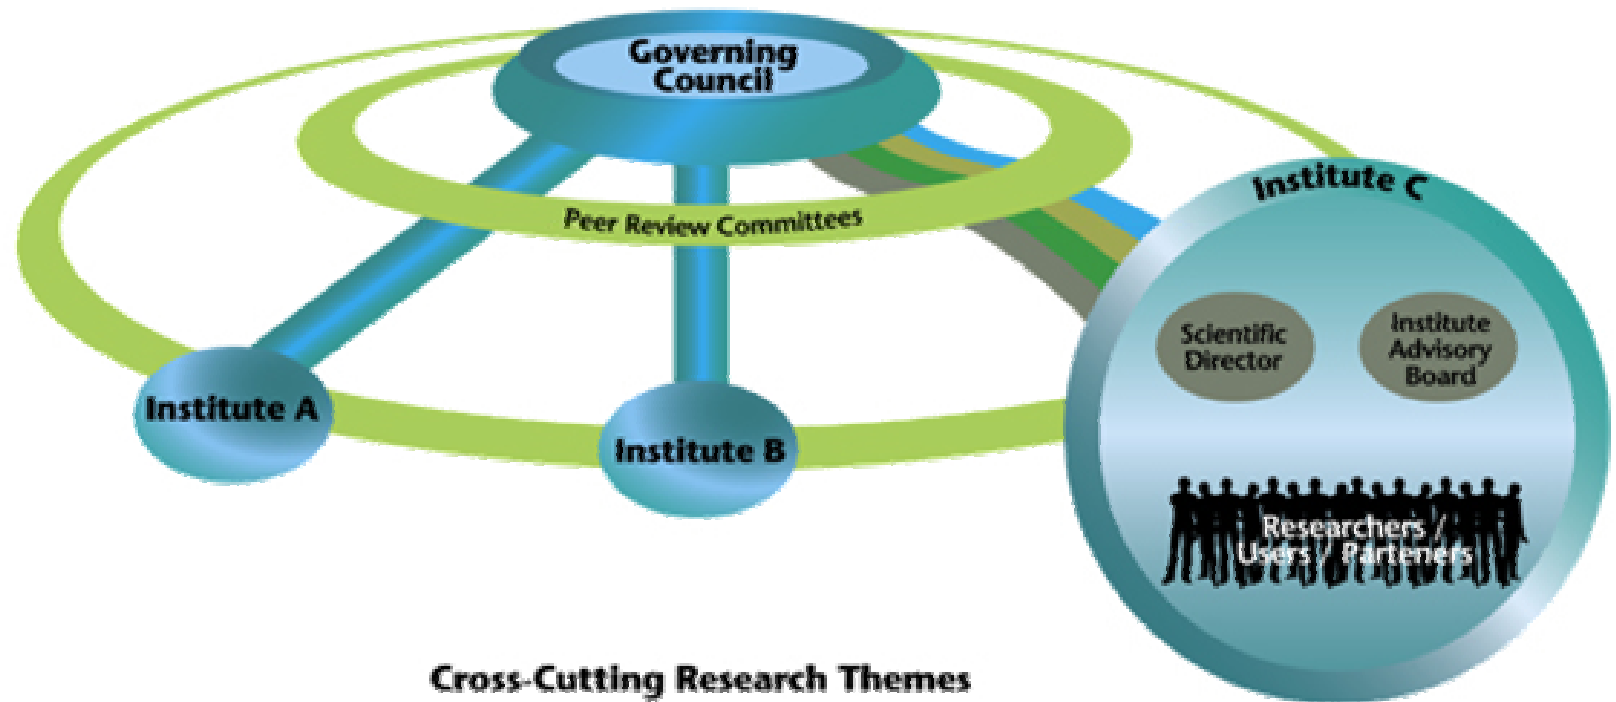 Governing
Council
Peer Review Committees
Institute A
Institute B
Institute C
Scientific
Director
Institute
Advisory
Board
Researchers /
Users / Parteners
Cross-Cutting Research Themes